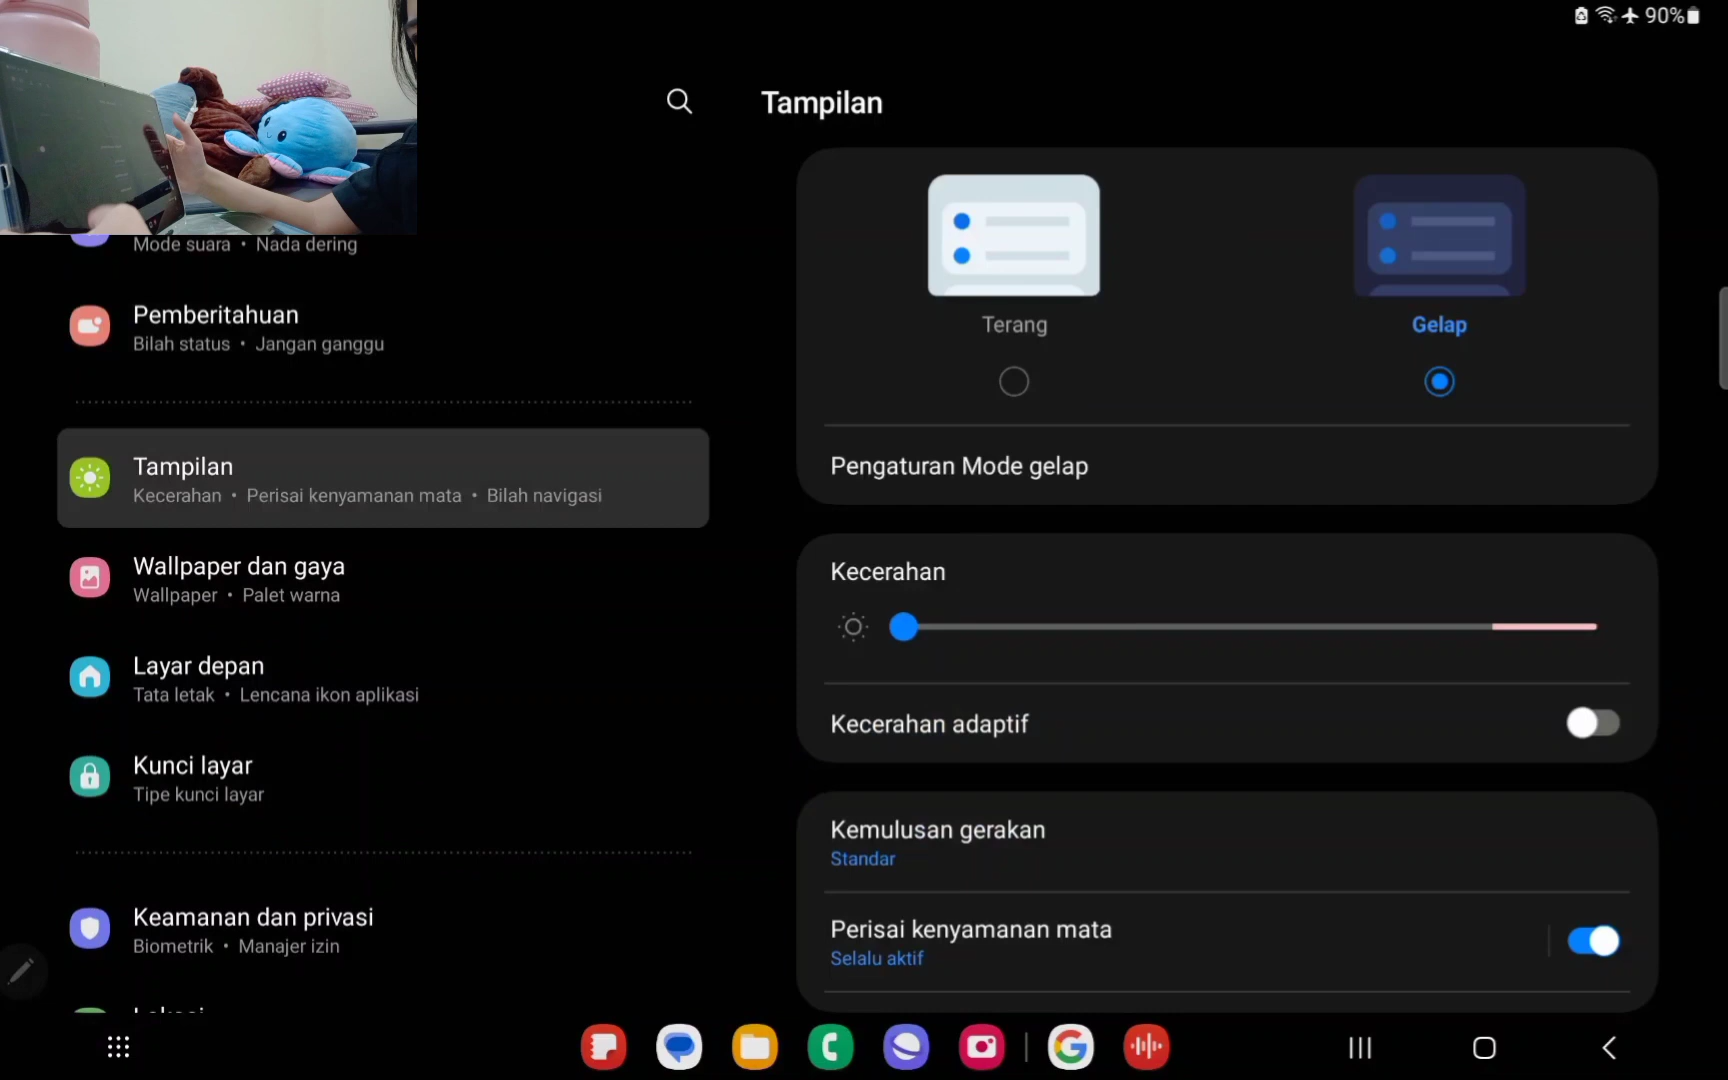 90%
Tampilan
Mode suara • Nada dering
Pemberitahuan
Bilah status • Jangan ganggu
Tampilan
Kecerahan • Perisai kenyamanan mata • Bilah navigasi
Wallpaper dan gaya
Wallpaper • Palet warna
Layar depan
Tata letak • Lencana ikon aplikasi
Kunci layar
Tipe kunci layar
Keamanan dan privasi
Biometrik • Manajer izin
Terang
Gelap
Pengaturan Mode gelap
Kecerahan
Kecerahan adaptif
Kemulusan gerakan
Standar
Perisai kenyamanan mata
Selalu aktif